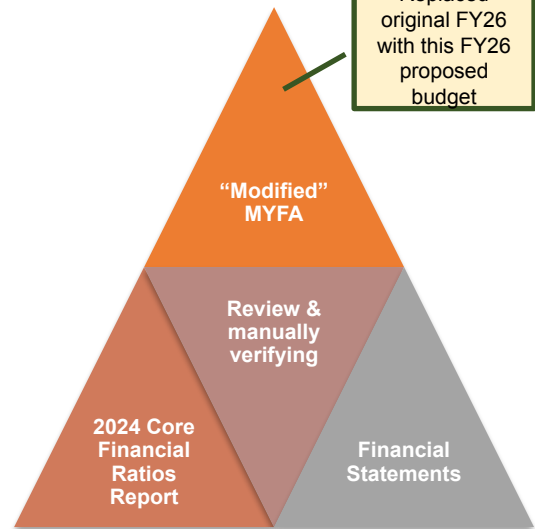 Replaced
original FY26
with this FY26
proposed
budget
“Modified”
MYFA
Review &
manually
verifying
2024 Core
Financial
Ratios
Report
Financial
Statements